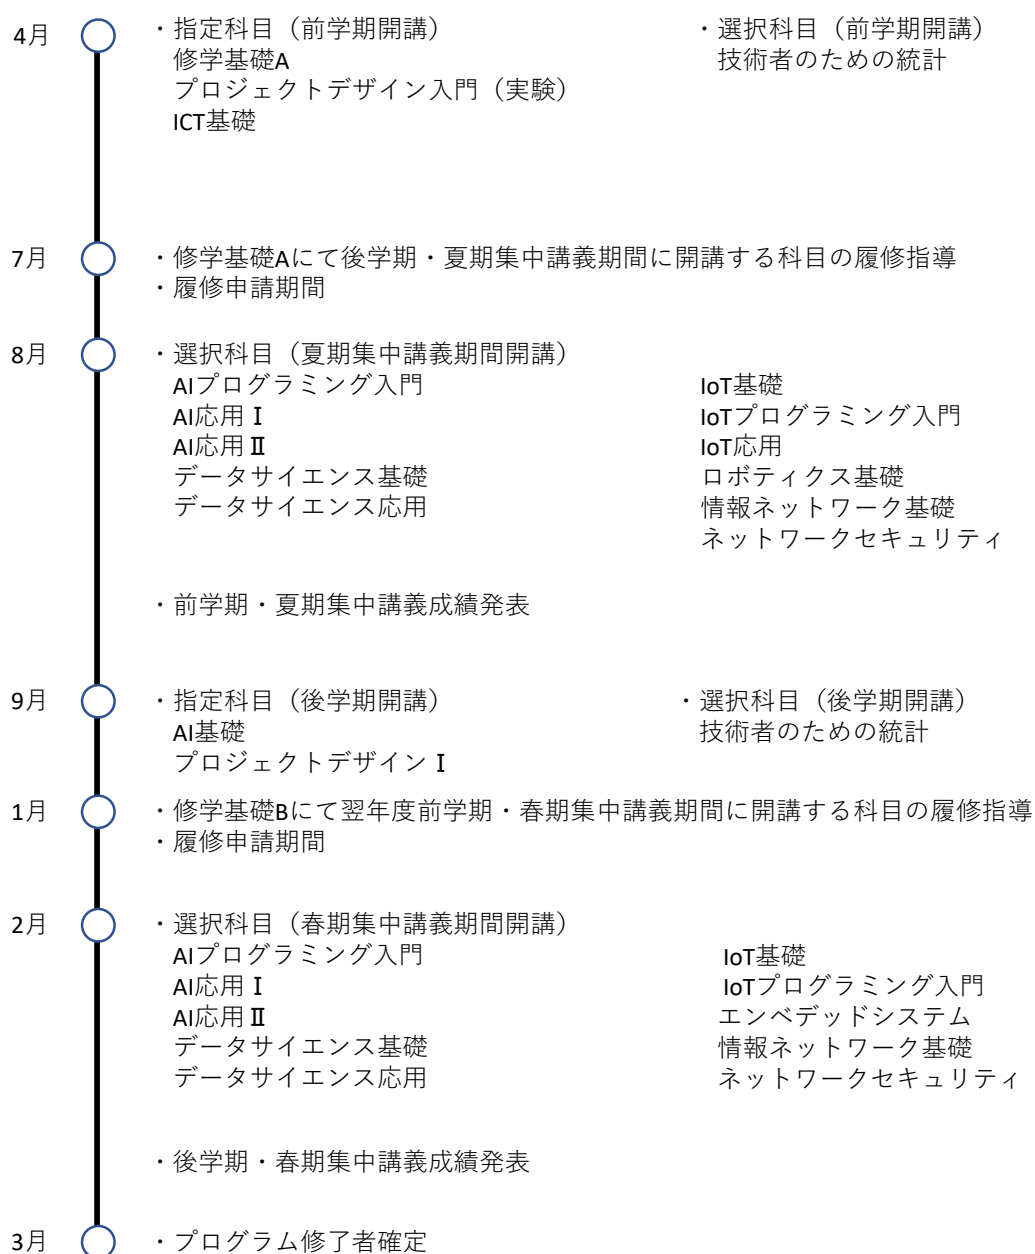 4月
・指定科目（前学期開講）
修学基礎A
プロジェクトデザイン入門（実験）
ICT基礎
・選択科目（前学期開講）
技術者のための統計
7月
・修学基礎Aにて後学期・夏期集中講義期間に開講する科目の履修指導
・履修申請期間
8月
・選択科目（夏期集中講義期間開講）
AIプログラミング入門
AI応用Ⅰ
AI応用Ⅱ
データサイエンス基礎
データサイエンス応用
IoT基礎
IoTプログラミング入門
IoT応用
ロボティクス基礎
情報ネットワーク基礎
ネットワークセキュリティ
・前学期・夏期集中講義成績発表
9月
・指定科目（後学期開講）
AI基礎
プロジェクトデザインⅠ
・選択科目（後学期開講）
技術者のための統計
1月
・修学基礎Bにて翌年度前学期・春期集中講義期間に開講する科目の履修指導
・履修申請期間
2月
・選択科目（春期集中講義期間開講）
AIプログラミング入門
AI応用Ⅰ
AI応用Ⅱ
データサイエンス基礎
データサイエンス応用
IoT基礎
IoTプログラミング入門
エンベデッドシステム
情報ネットワーク基礎
ネットワークセキュリティ
・後学期・春期集中講義成績発表
3月
・プログラム修了者確定